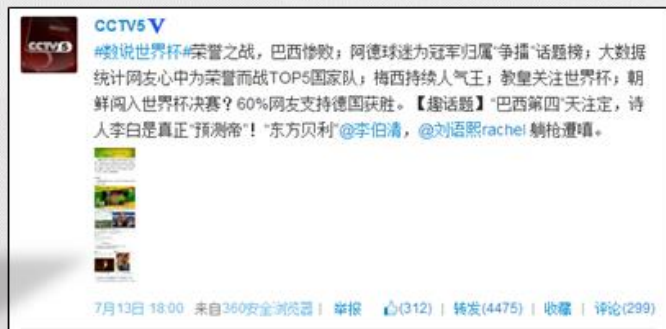 CCTV5 V
CCTV5
#数说世界杯#荣誉之战，巴西惨败；阿德球迷为冠军归属“争擂”话题榜；大数据
统计网友心中为荣誉而战TOP5国家队；梅西持续人气王；教皇关注世界杯；朝
鲜闯入世界杯决赛？60%网友支持德国获胜。【趣话题】“巴西第四”天注定，诗
人李白是真正“预测帝”！“东方贝利”@李伯清，@刘语熙rachel 躺枪遭嗔。
7月13日 18:00 来自360安全浏览器 | 举报 (312) | 转发(4475) | 收藏 | 评论(299)